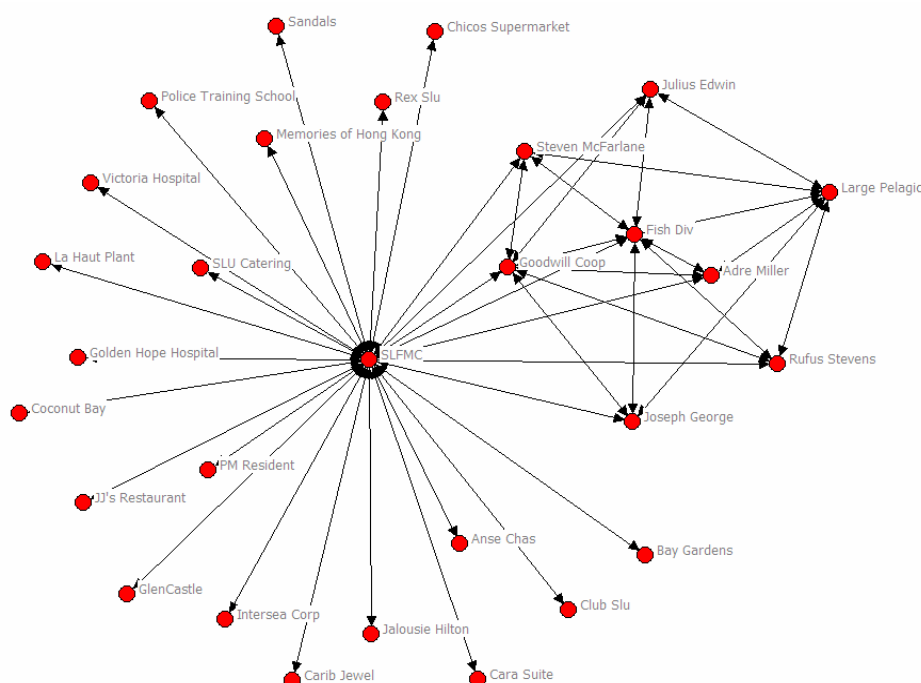 Sandals
Chicos Supermarket
Julius Edwin
Police Training School
Rex Slu
Memories of Hong Kong
Steven McFarlane
Victoria Hospital
Large Pelagic
Fish Div
La Haut Plant
SLU Catering
Goodwill Coop
Adre Miller
Golden Hope Hospital
SLFMC
Rufus Stevens
Coconut Bay
Joseph George
PM Resident
JJ's Restaurant
Anse Chas
Bay Gardens
GlenCastle
Club Slu
Intersea Corp
Jalousie Hilton
Carib Jewel
Cara Suite